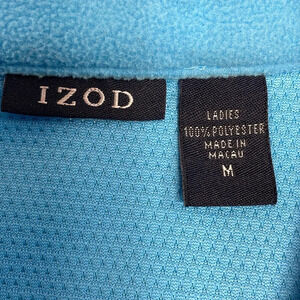 IZOD
LADIES
100% POLYESTER
MADE IN
MACAU
M